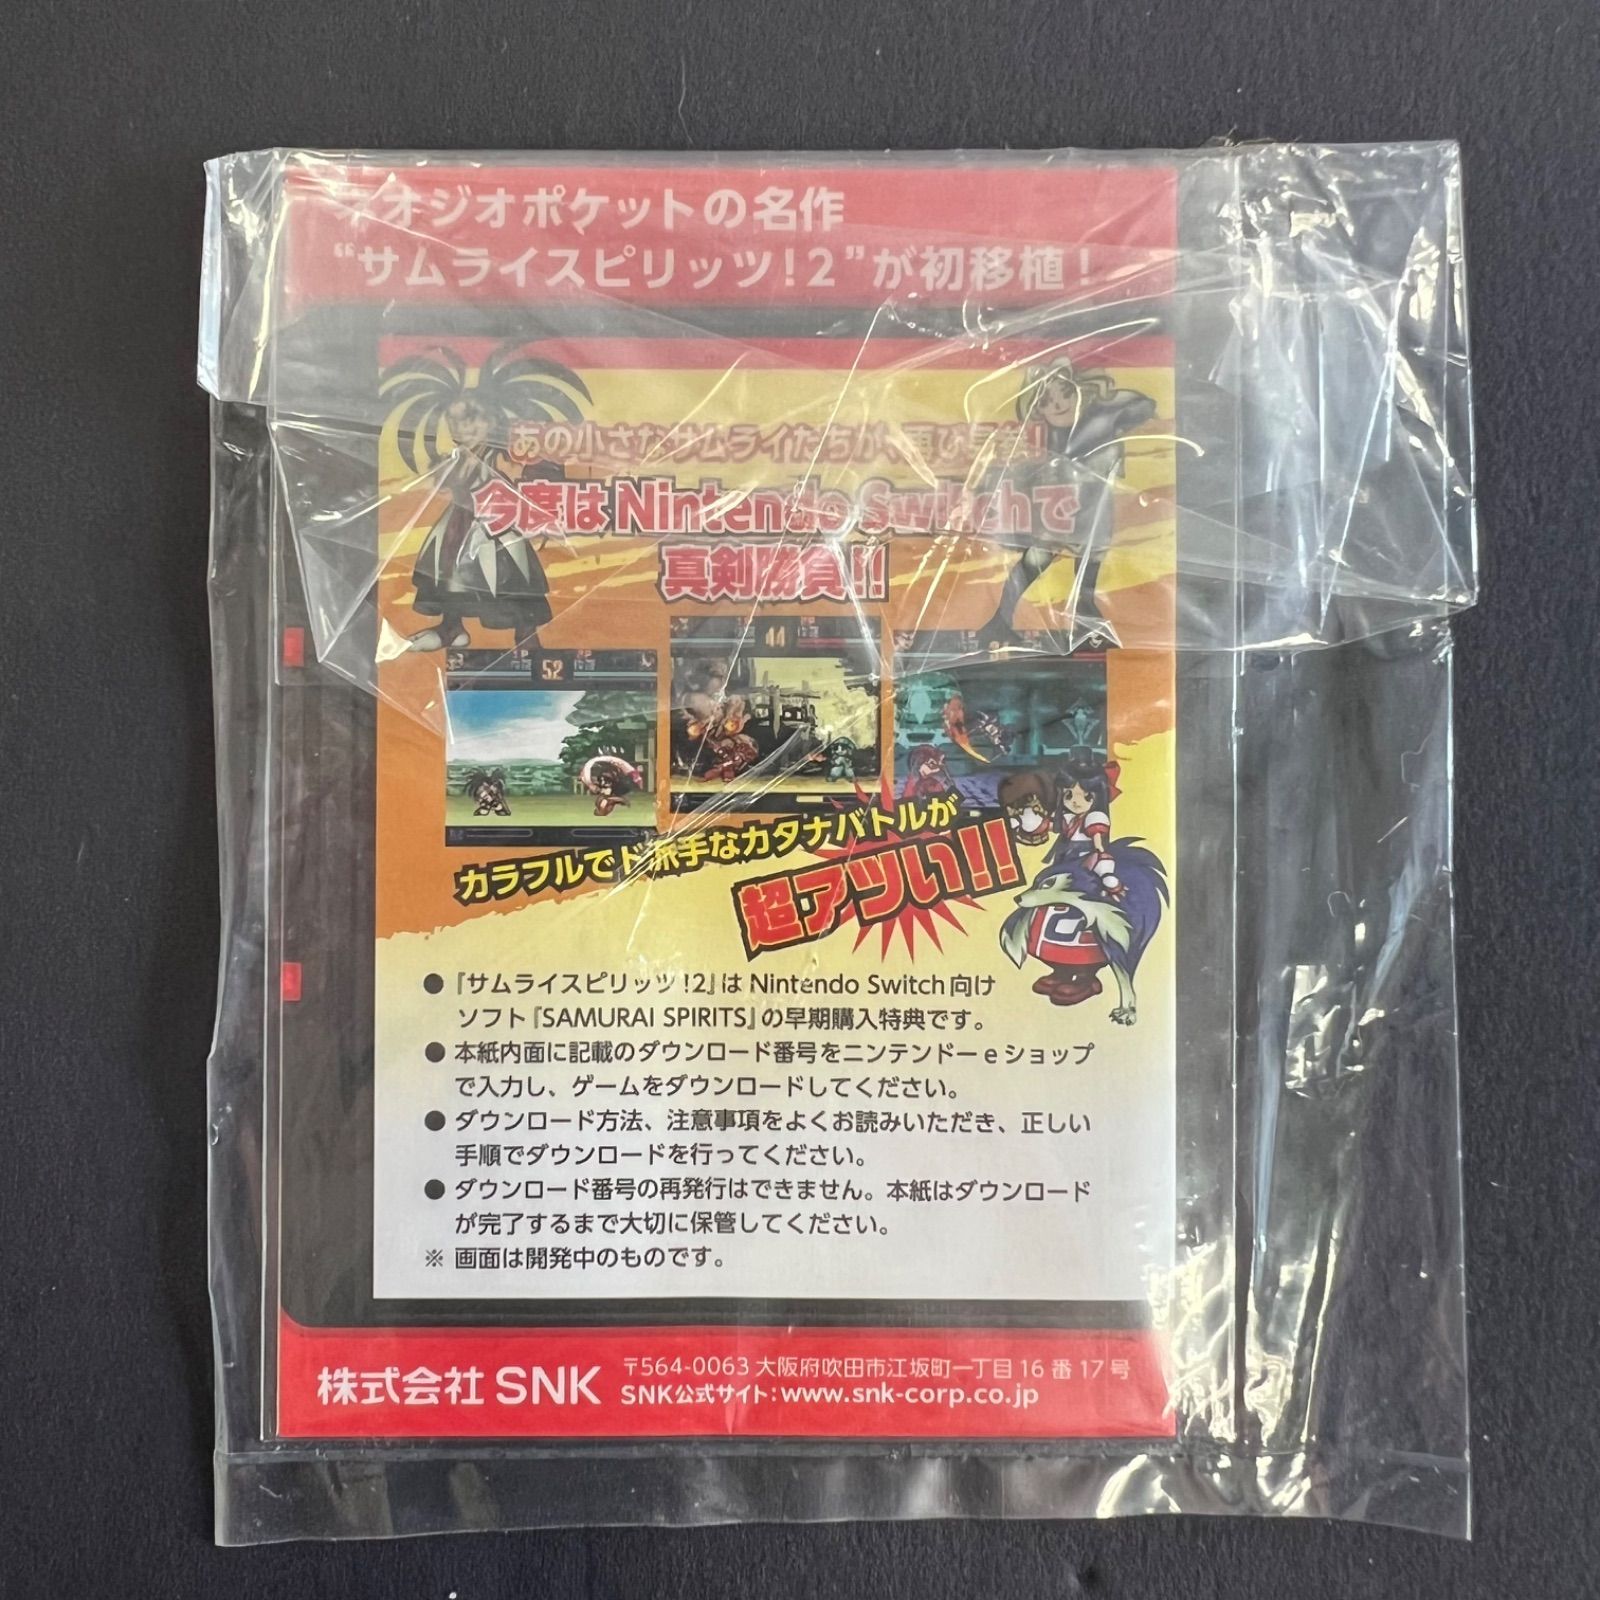 ネオジオポケットの名作
“サムライスピリッツ!2”が初移植!
あの小さなサムライたちが、再び見参!
今度はNintendo Switchで
真剣勝負!!
52
44
カラフルでド派手なカタナバトルが
超アツい!!
●『サムライスピリッツ!2』はNintendo Switch向け
ソフト『SAMURAI SPIRITS』の早期購入特典です。
● 本紙内面に記載のダウンロード番号をニンテンドーeショップ
で入力し、ゲームをダウンロードしてください。
● ダウンロード方法、注意事項をよくお読みいただき、正しい
手順でダウンロードを行ってください。
● ダウンロード番号の再発行はできません。本紙はダウンロード
が完了するまで大切に保管してください。
※ 画面は開発中のものです。
株式会社 SNK
〒564-0063 大阪府吹田市江坂町一丁目16番17号
SNK公式サイト:www.snk-corp.co.jp